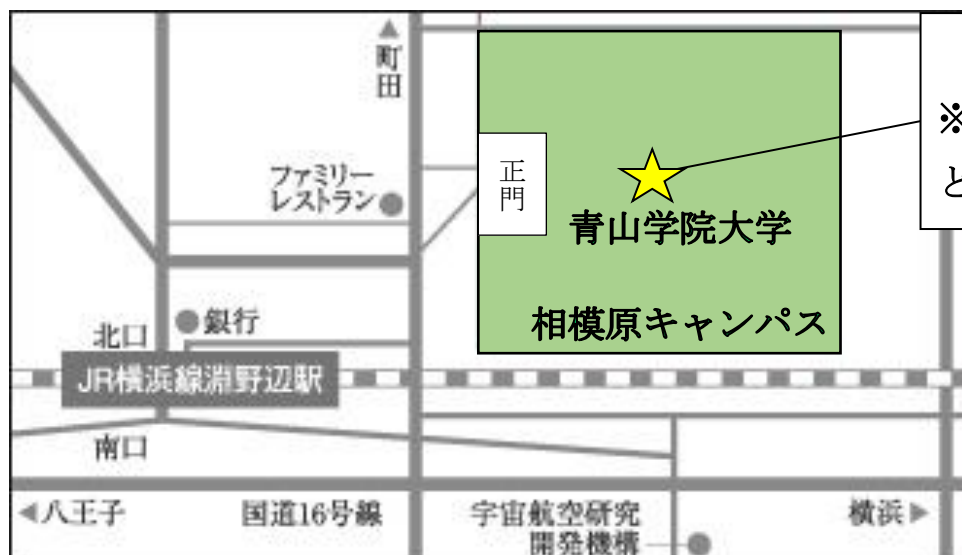 ▲
町田
※
と
ファミリー
レストラン
正門
青山学院大学
相模原キャンパス
北口
銀行
JR横浜線淵野辺駅
南口
◀八王子
国道16号線
宇宙航空研究
開発機構
横浜▶